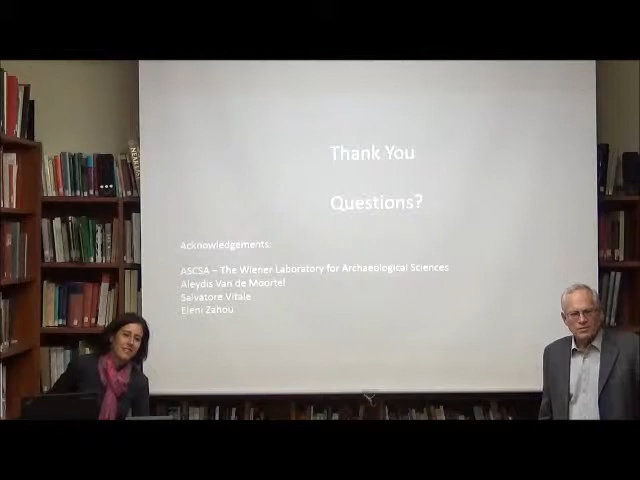 Thank You
Questions?
Acknowledgements:
ASCSA – The Wiener Laboratory for Archaeological Sciences
Aleydis Van de Moortel
Salvatore Vitale
Eleni Zahou